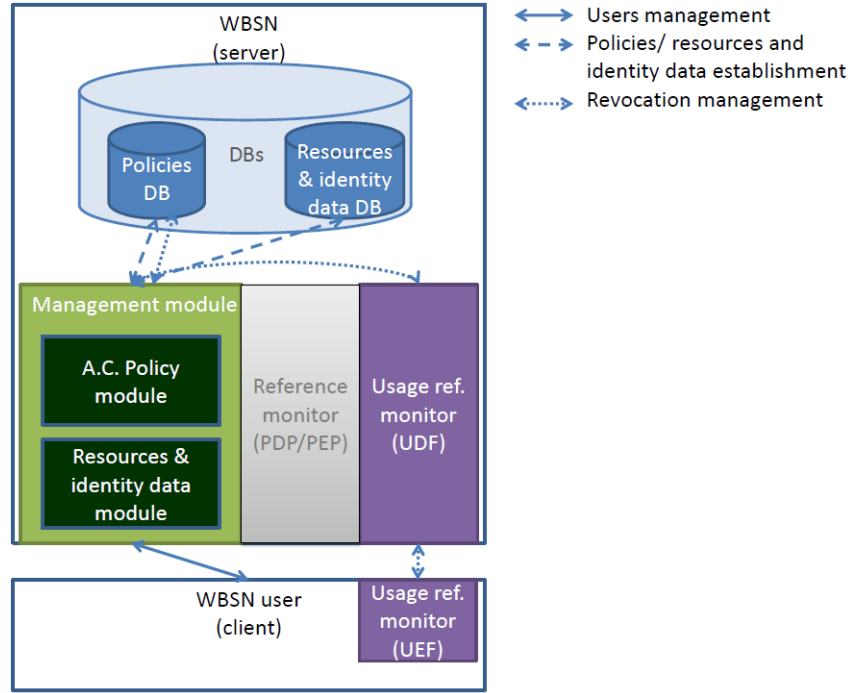 WBSN
(server)
Policies
DB
DBs
Resources
& identity
data DB
Management module
A.C. Policy
module
Resources &
identity data
module
Reference
monitor
(PDP/PEP)
Usage ref.
monitor
(UDF)
WBSN user
(client)
Usage ref.
monitor
(UEF)
Users management
Policies/ resources and
identity data establishment
Revocation management